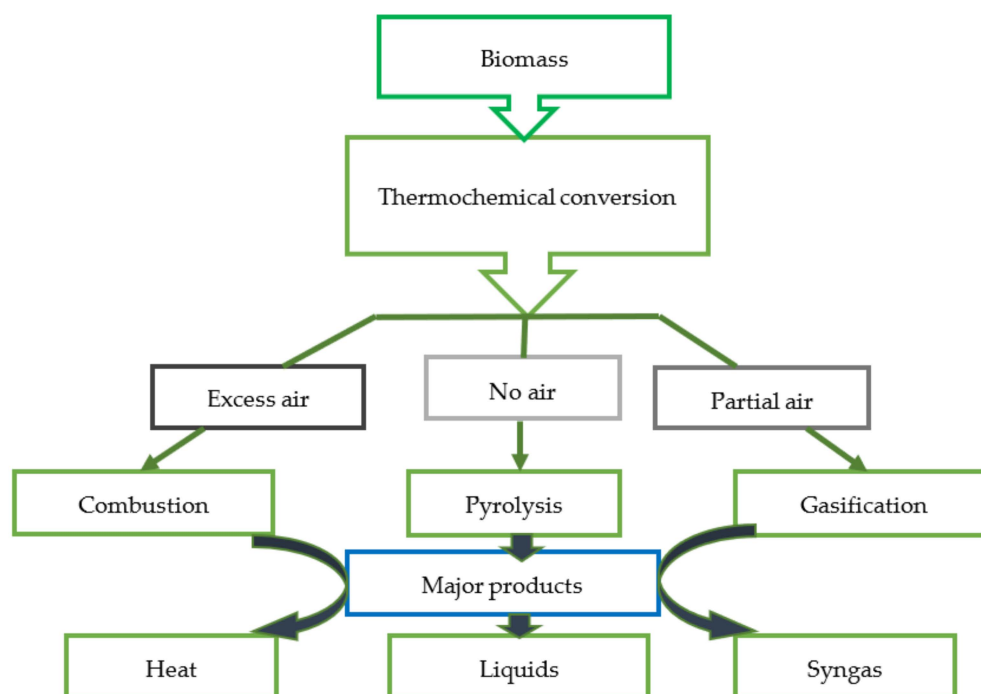 Biomass
Thermochemical conversion
Excess air
No air
Partial air
Combustion
Pyrolysis
Gasification
Major products
Heat
Liquids
Syngas